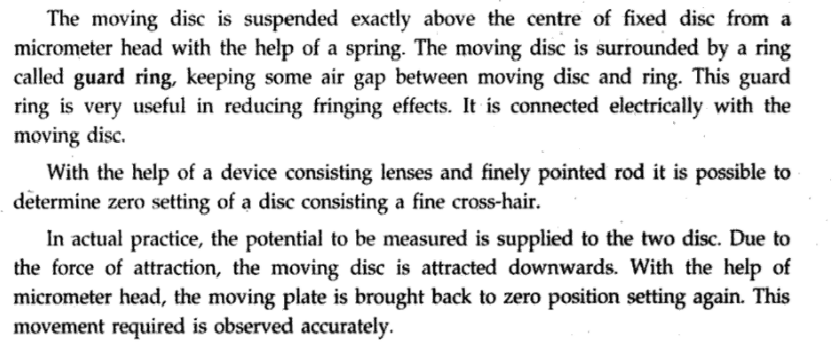 The moving disc is suspended exactly above the centre of fixed disc from a
micrometer head with the help of a spring. The moving disc is surrounded by a ring
called guard ring, keeping some air gap between moving disc and ring. This guard
ring is very useful in reducing fringing effects. It is connected electrically with the
moving disc.
With the help of a device consisting lenses and finely pointed rod it is possible to
determine zero setting of a disc consisting a fine cross-hair.
In actual practice, the potential to be measured is supplied to the two disc. Due to
the force of attraction, the moving disc is attracted downwards. With the help of
micrometer head, the moving plate is brought back to zero position setting again. This
movement required is observed accurately.